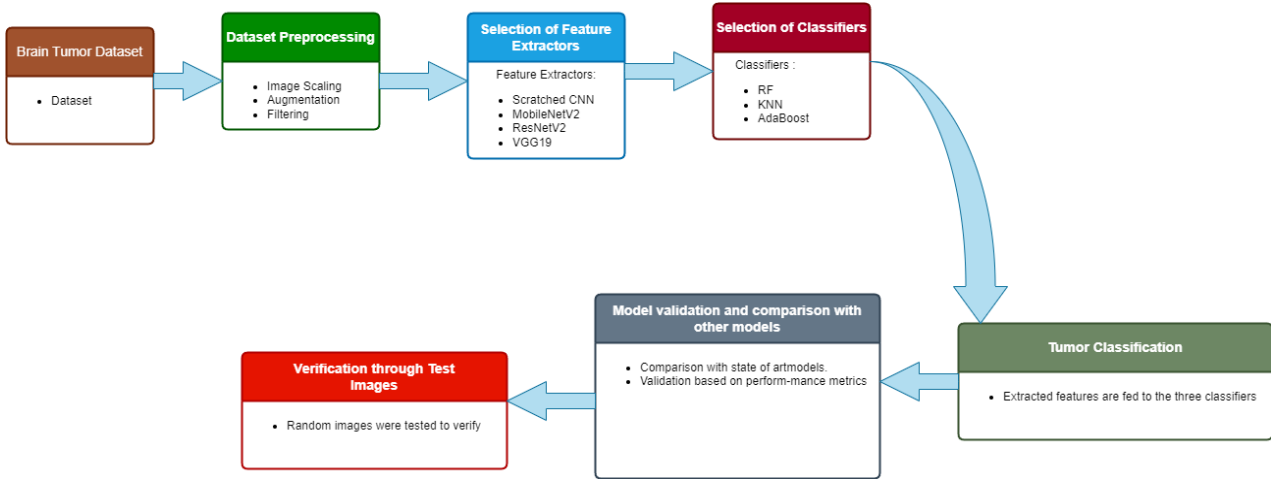 Brain Tumor Dataset
• Dataset
Dataset Preprocessing
• Image Scaling
• Augmentation
• Filtering
Selection of Feature
Extractors
Feature Extractors:
• Scratched CNN
• MobileNetV2
• ResNetV2
• VGG19
Selection of Classifiers
Classifiers :
• RF
• KNN
• AdaBoost
Tumor Classification
• Extracted features are fed to the three classifiers
Model validation and comparison with
other models
• Comparison with state of artmodels.
• Validation based on perform-mance metrics
Verification through Test
Images
• Random images were tested to verify